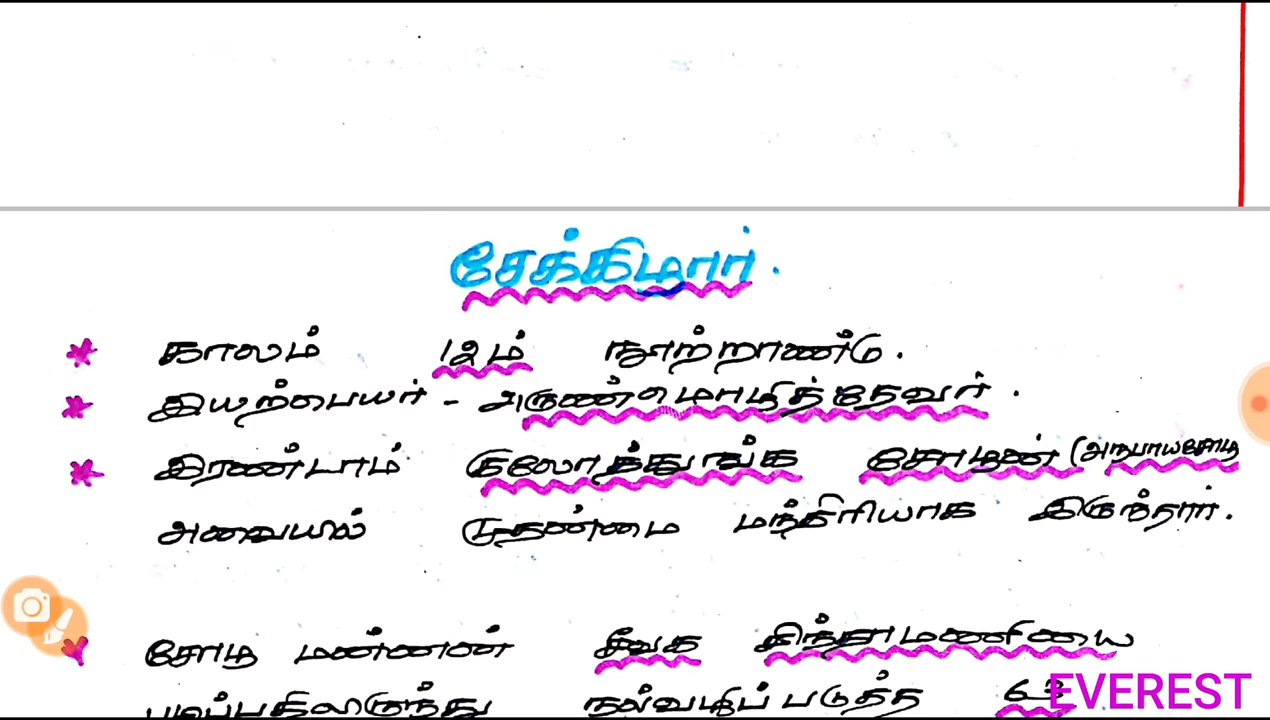 சேக்கிழார்.
* காலம் 12ம் நூற்றாண்டு.
* இயற்பெயர் - அருண்மொழித்தேவர்.
* இரண்டாம் குலோத்துங்க சோழன் (அநபாயசோழ
அவையில் முதன்மை மந்திரியாக இருந்தார்.
* சோழ மன்னன் சீவக சிந்தாமணியை
படிப்பதிலிருந்து நல்வழிப் படுத்த 63
EVEREST